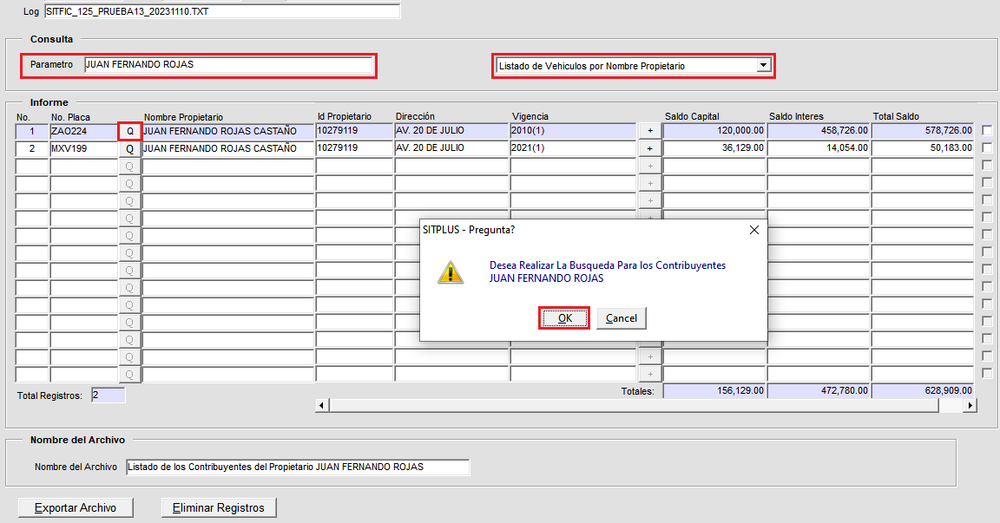 Log SITFIC_125_PRUEBA13_20231110.TXT
Consulta
Parametro JUAN FERNANDO ROJAS Listado de Vehiculos por Nombre Propietario
Informe
No. No. Placa Nombre Propietario Id Propietario Dirección Vigencia Saldo Capital Saldo Interes Total Saldo
1 ZAO224 Q JUAN FERNANDO ROJAS CASTAÑO 10279119 AV. 20 DE JULIO 2010(1) + 120,000.00 458,726.00 578,726.00
2 MXV199 Q JUAN FERNANDO ROJAS CASTAÑO 10279119 AV. 20 DE JULIO 2021(1) + 36,129.00 14,054.00 50,183.00
Q +
Q +
Q +
Q +
Q
Q
Q
Q
Q
Q
Q
Q +
Q +
SITPLUS - Pregunta?
Desea Realizar La Busqueda Para los Contribuyentes
JUAN FERNANDO ROJAS
OK Cancel
Total Registros: 2 Totales: 156,129.00 472,780.00 628,909.00
Nombre del Archivo
Nombre del Archivo Listado de los Contribuyentes del Propietario JUAN FERNANDO ROJAS
Exportar Archivo Eliminar Registros